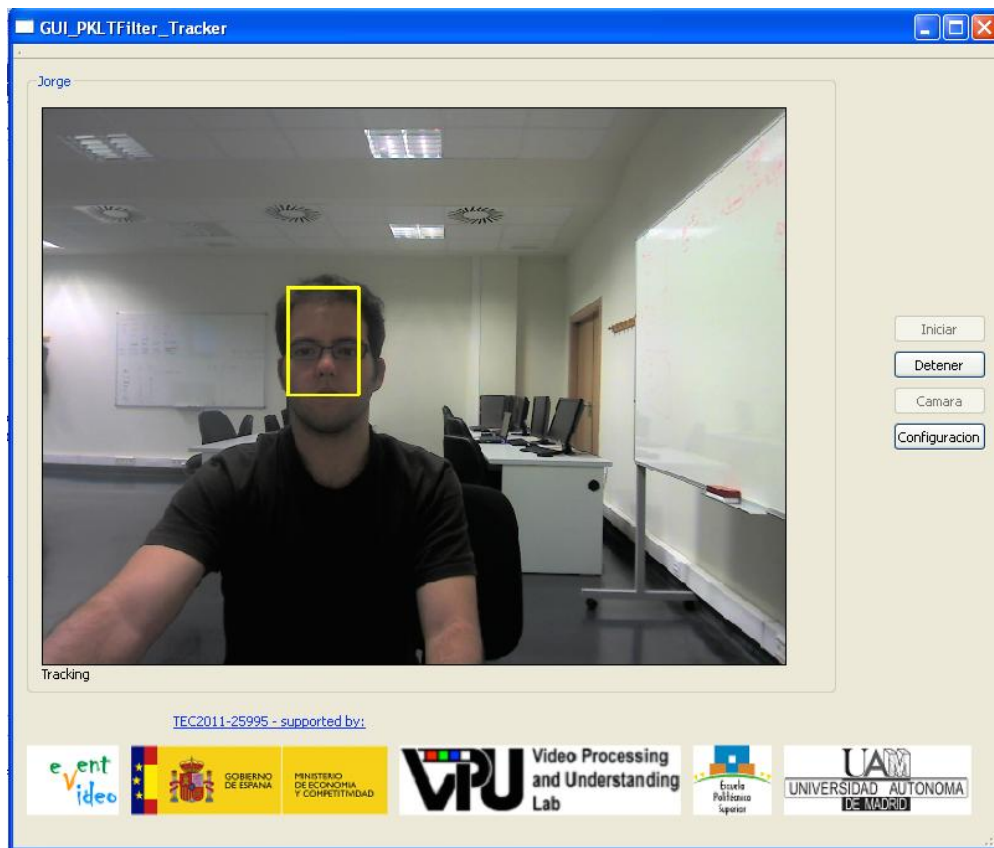 GUI_PKLTFilter_Tracker
Jorge
Iniciar
Detener
Camara
Configuracion
Tracking
TEC2011-25995 - supported by:
event
Video
GOBIERNO
DE ESPAÑA
MINISTERIO
DE ECONOMIA
Y COMPETITIVIDAD
VPU
Video Processing
and Understanding
Lab
Escuela
Politécnica
Superior
UAM
UNIVERSIDAD AUTONOMA
DE MADRID